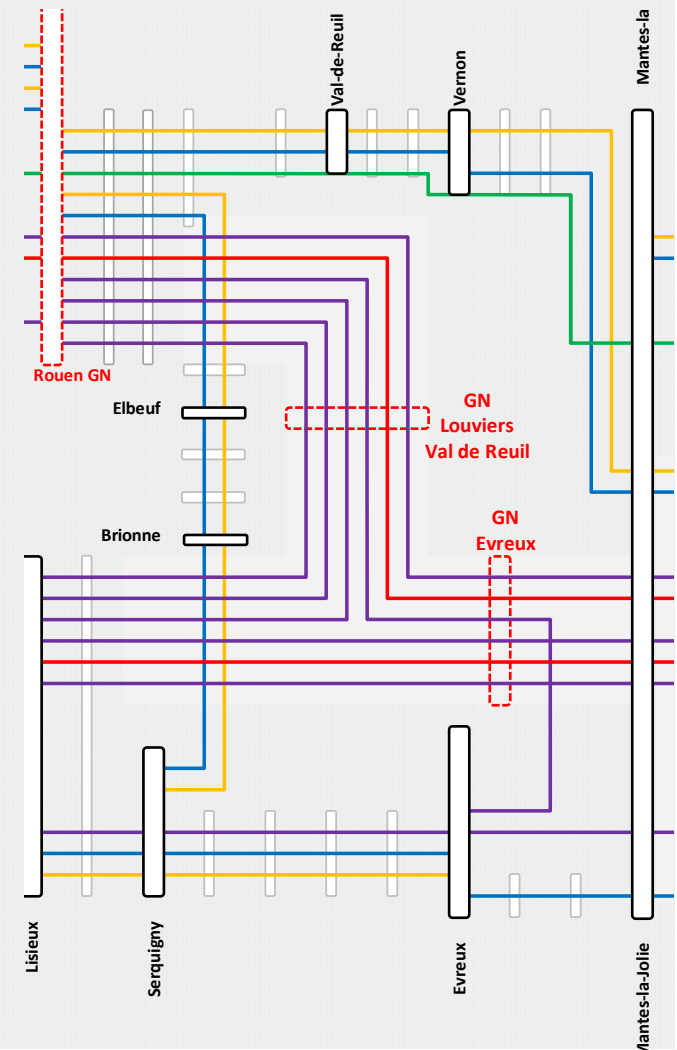 Val-de-Reuil
Vernon
Mantes-la
Rouen GN
Elbeuf
GN
Louviers
Val de Reuil
GN
Evreux
Brionne
Lisieux
Serquigny
Evreux
Mantes-la-Jolie